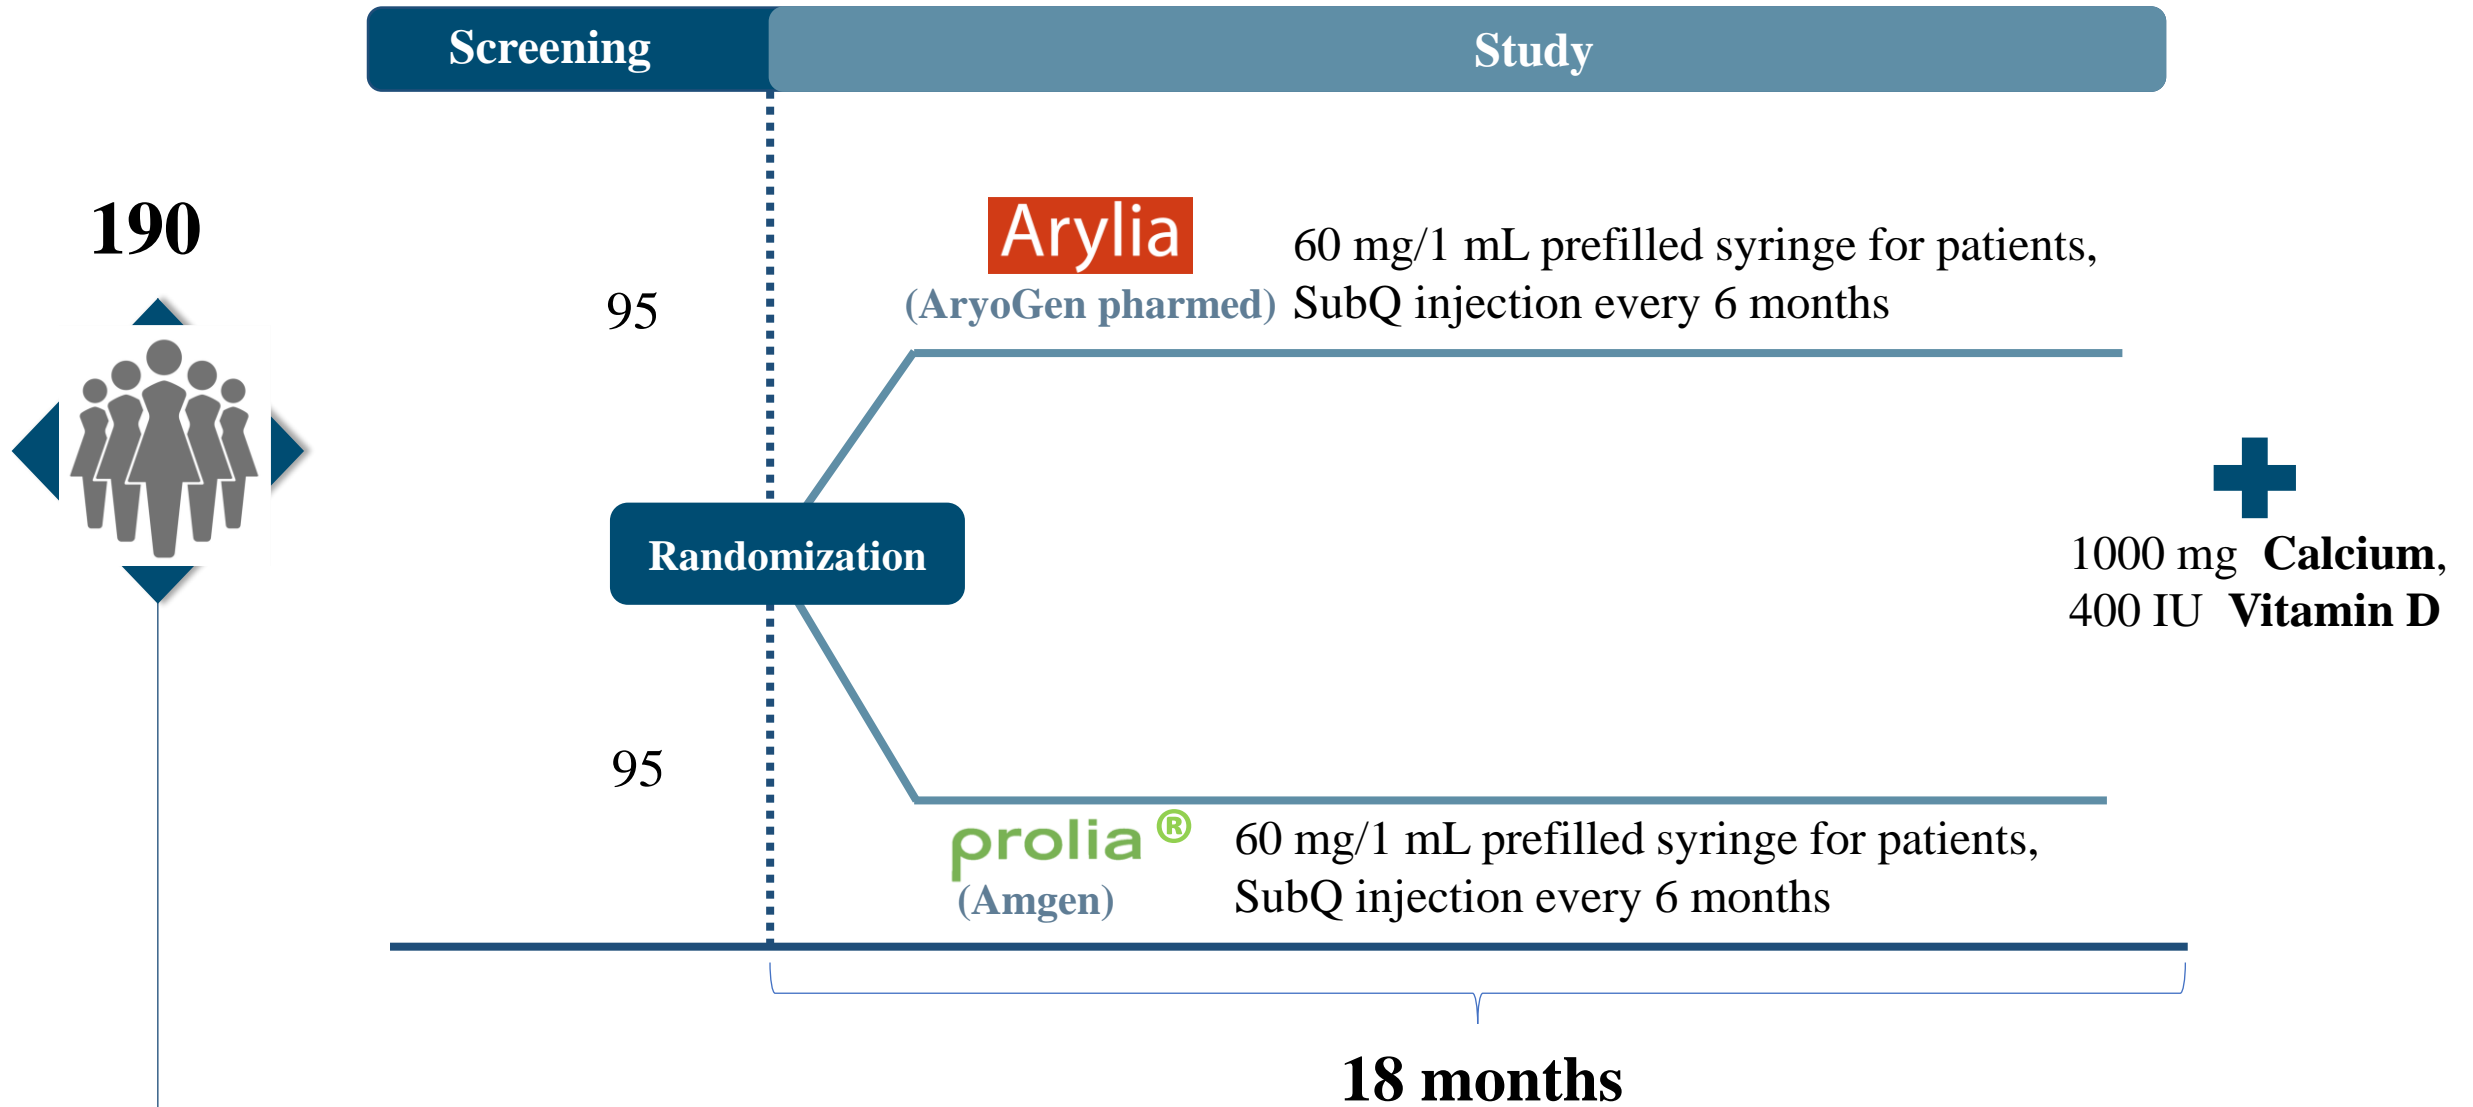 Screening
Study
190
95
Arylia
(AryoGen pharmed)
60 mg/1 mL prefilled syringe for patients,
SubQ injection every 6 months
Randomization
1000 mg Calcium,
400 IU Vitamin D
95
prolia ®
(Amgen)
60 mg/1 mL prefilled syringe for patients,
SubQ injection every 6 months
18 months